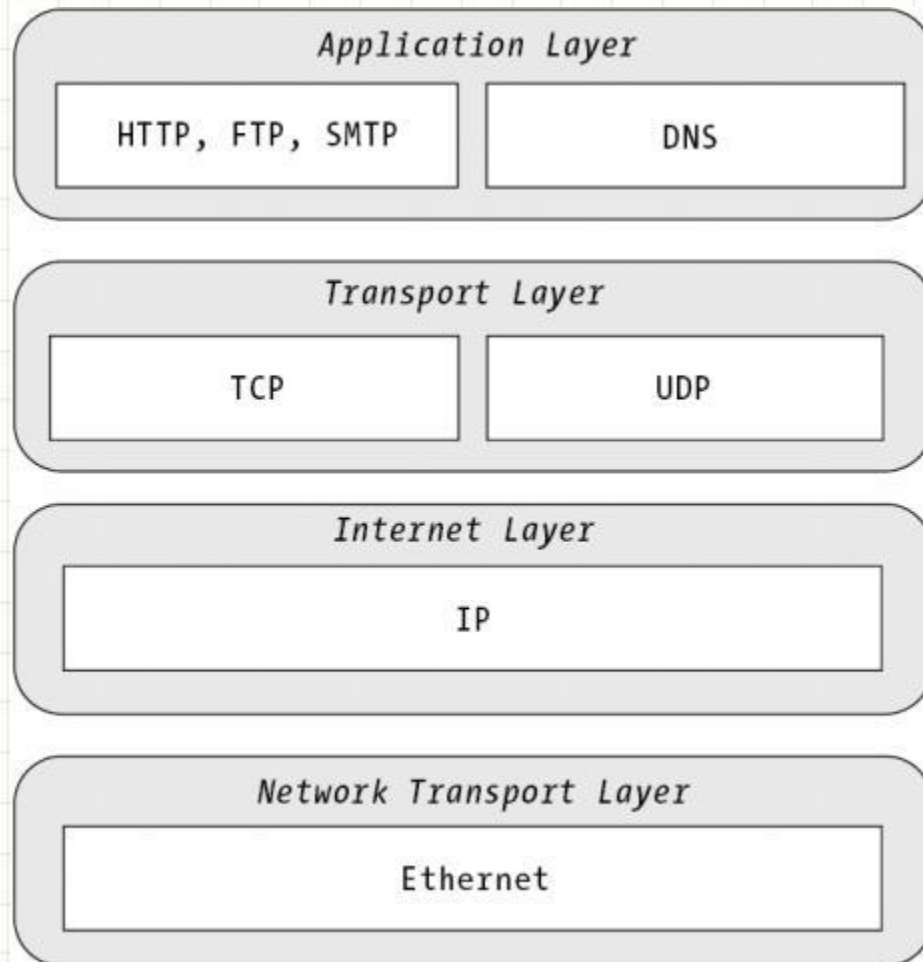 Application Layer
HTTP, FTP, SMTP
DNS
Transport Layer
TCP
UDP
Internet Layer
IP
Network Transport Layer
Ethernet